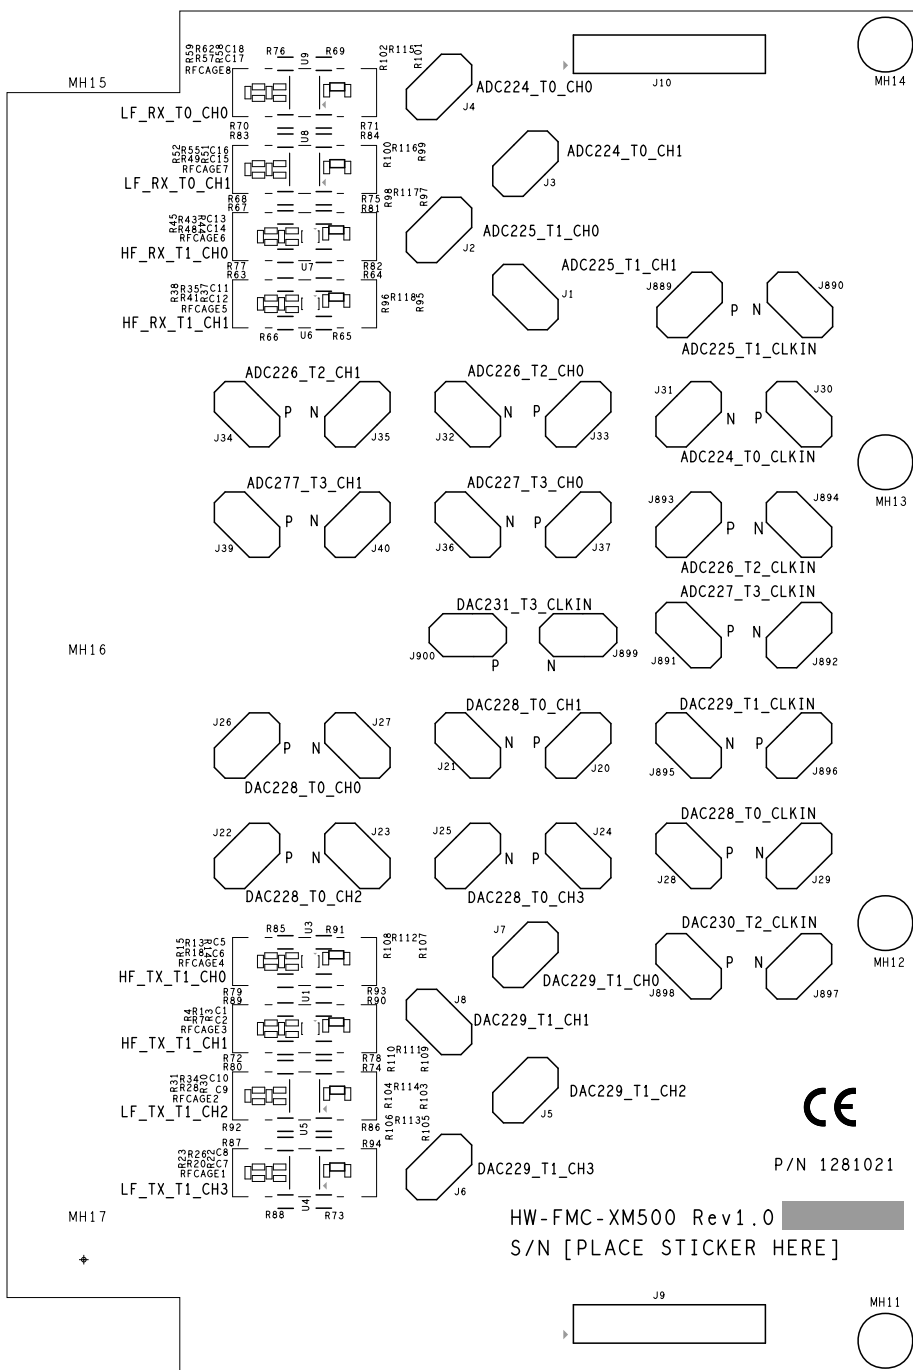 R59
R62
R57
R58
C18
C17
RFCAGE8
R76
U9
R69
R102
R115
R101
J10
MH14
MH15
ADC224_T0_CH0
J4
LF_RX_T0_CH0
R70
R83
U8
R71
R84
R52
R55
R49
R51
C16
C15
RFCAGE7
R100
R116
R99
ADC224_T0_CH1
J3
LF_RX_T0_CH1
R68
R67
R75
R81
R98
R117
R97
R45
R43
R48
R44
C13
C14
RFCAGE6
HF_RX_T1_CH0
ADC225_T1_CH0
J2
R77
R63
U7
R82
R64
ADC225_T1_CH1
J1
R38
R35
R41
R37
C11
C12
RFCAGE5
R96
R118
R95
HF_RX_T1_CH1
R66
U6
R65
J889
P N
J890
ADC225_T1_CLKIN
ADC226_T2_CH1
P N
J34
J35
ADC226_T2_CH0
N P
J32
J33
J31
N P
J30
ADC224_T0_CLKIN
MH13
ADC277_T3_CH1
P N
J39
J40
ADC227_T3_CH0
N P
J36
J37
J893
P N
J894
ADC226_T2_CLKIN
ADC227_T3_CLKIN
P N
J891
J892
DAC231_T3_CLKIN
J900
P N
J899
MH16
J26
P N
J27
DAC228_T0_CH0
DAC228_T0_CH1
N P
J21
J20
DAC229_T1_CLKIN
N P
J895
J896
J22
P N
J23
DAC228_T0_CH2
J25
N P
J24
DAC228_T0_CH3
DAC228_T0_CLKIN
P N
J28
J29
DAC230_T2_CLKIN
P N
J898
J897
MH12
R85
U3
R91
R15
R13
R18
R14
C5
C6
RFCAGE4
HF_TX_T1_CH0
R108
R112
R107
J7
DAC229_T1_CH0
R79
R89
U1
R93
R90
R4
R1
R7
R3
C1
C2
RFCAGE3
HF_TX_T1_CH1
J8
DAC229_T1_CH1
R72
R80
R78
R74
R110
R111
R109
R31
R34
R28
R30
C10
C9
RFCAGE2
LF_TX_T1_CH2
R104
R114
R103
DAC229_T1_CH2
J5
R92
U5
R86
R87
R94
R106
R113
R105
R23
R26
R20
R22
C8
C7
RFCAGE1
LF_TX_T1_CH3
DAC229_T1_CH3
J6
R88
U4
R73
MH17
CE
P/N 1281021
HW-FMC-XM500 Rev1.0
S/N [PLACE STICKER HERE]
J9
MH11